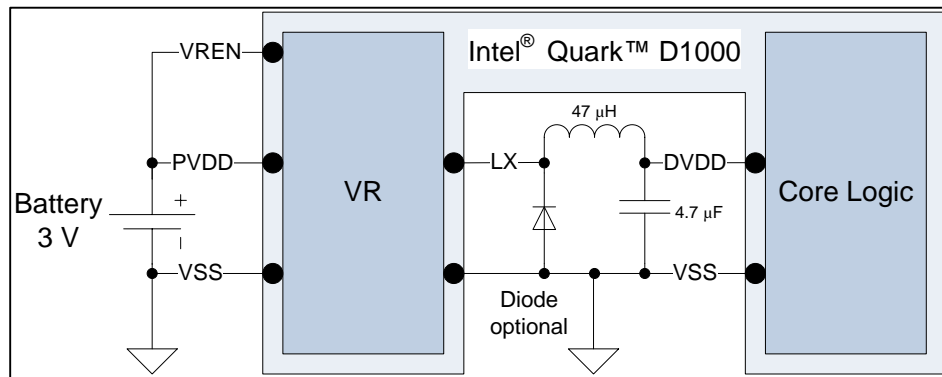 Intel® Quark™ D1000
VREN
47 µH
PVDD
LX
DVDD
VR
Core Logic
Battery
3 V
+
4.7 µF
VSS
VSS
Diode
optional